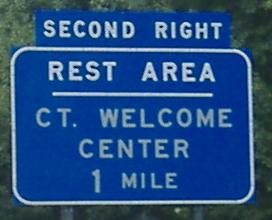 SECOND RIGHT
REST AREA
CT. WELCOME
CENTER
1 MILE